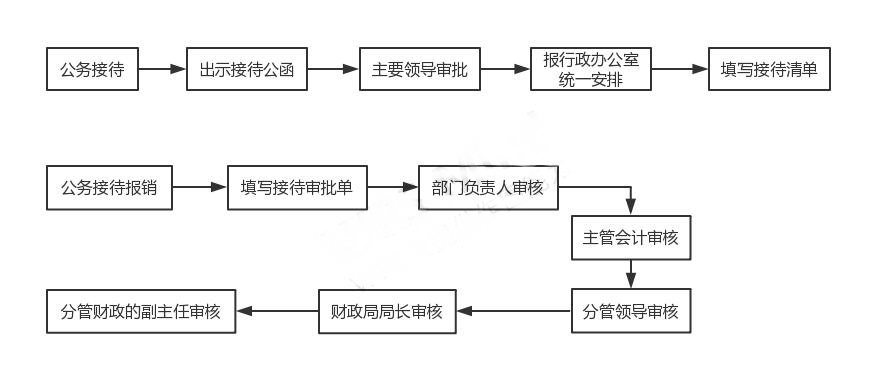 公务接待
出示接待公函
主要领导审批
报行政办公室
统一安排
填写接待清单
公务接待报销
填写接待审批单
部门负责人审核
主管会计审核
分管领导审核
财政局局长审核
分管财政的副主任审核